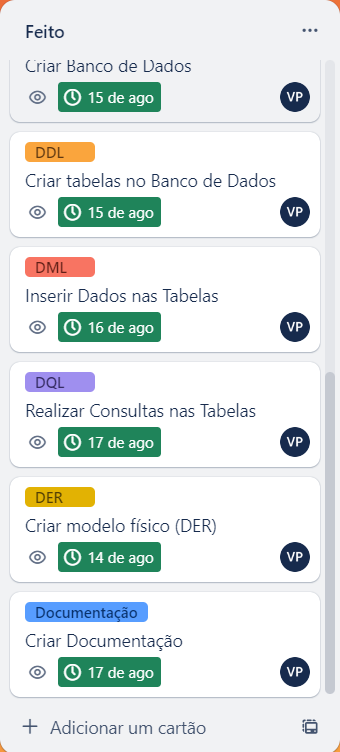 Feito
Criar Banco de Dados
15 de ago
VP
DDL
Criar tabelas no Banco de Dados
15 de ago
VP
DML
Inserir Dados nas Tabelas
16 de ago
VP
DQL
Realizar Consultas nas Tabelas
17 de ago
VP
DER
Criar modelo físico (DER)
14 de ago
VP
Documentação
Criar Documentação
17 de ago
VP
Adicionar um cartão